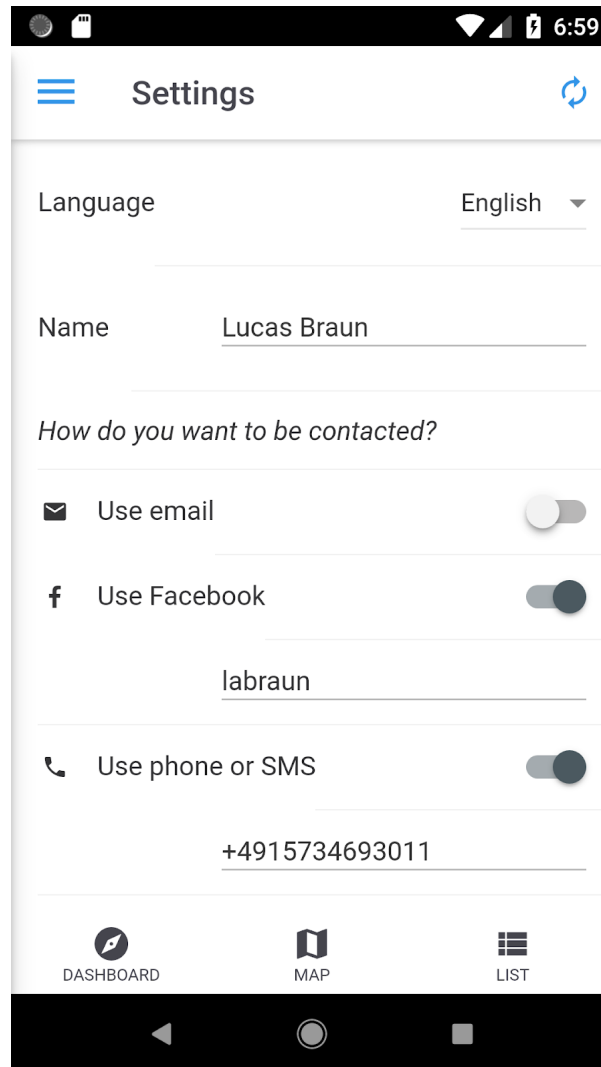 6:59
Settings
Language English
Name Lucas Braun
How do you want to be contacted?
Use email
Use Facebook
labraun
Use phone or SMS
+4915734693011
DASHBOARD MAP LIST